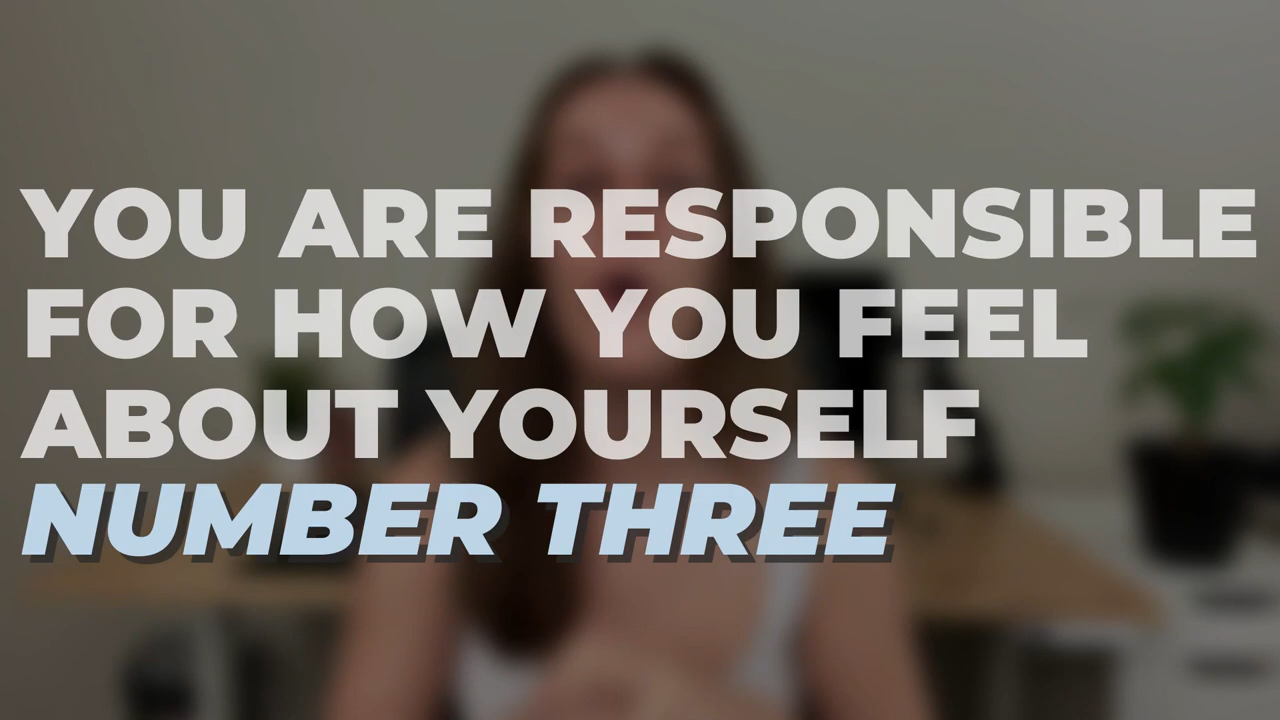 YOU ARE RESPONSIBLE
FOR HOW YOU FEEL
ABOUT YOURSELF
NUMBER THREE